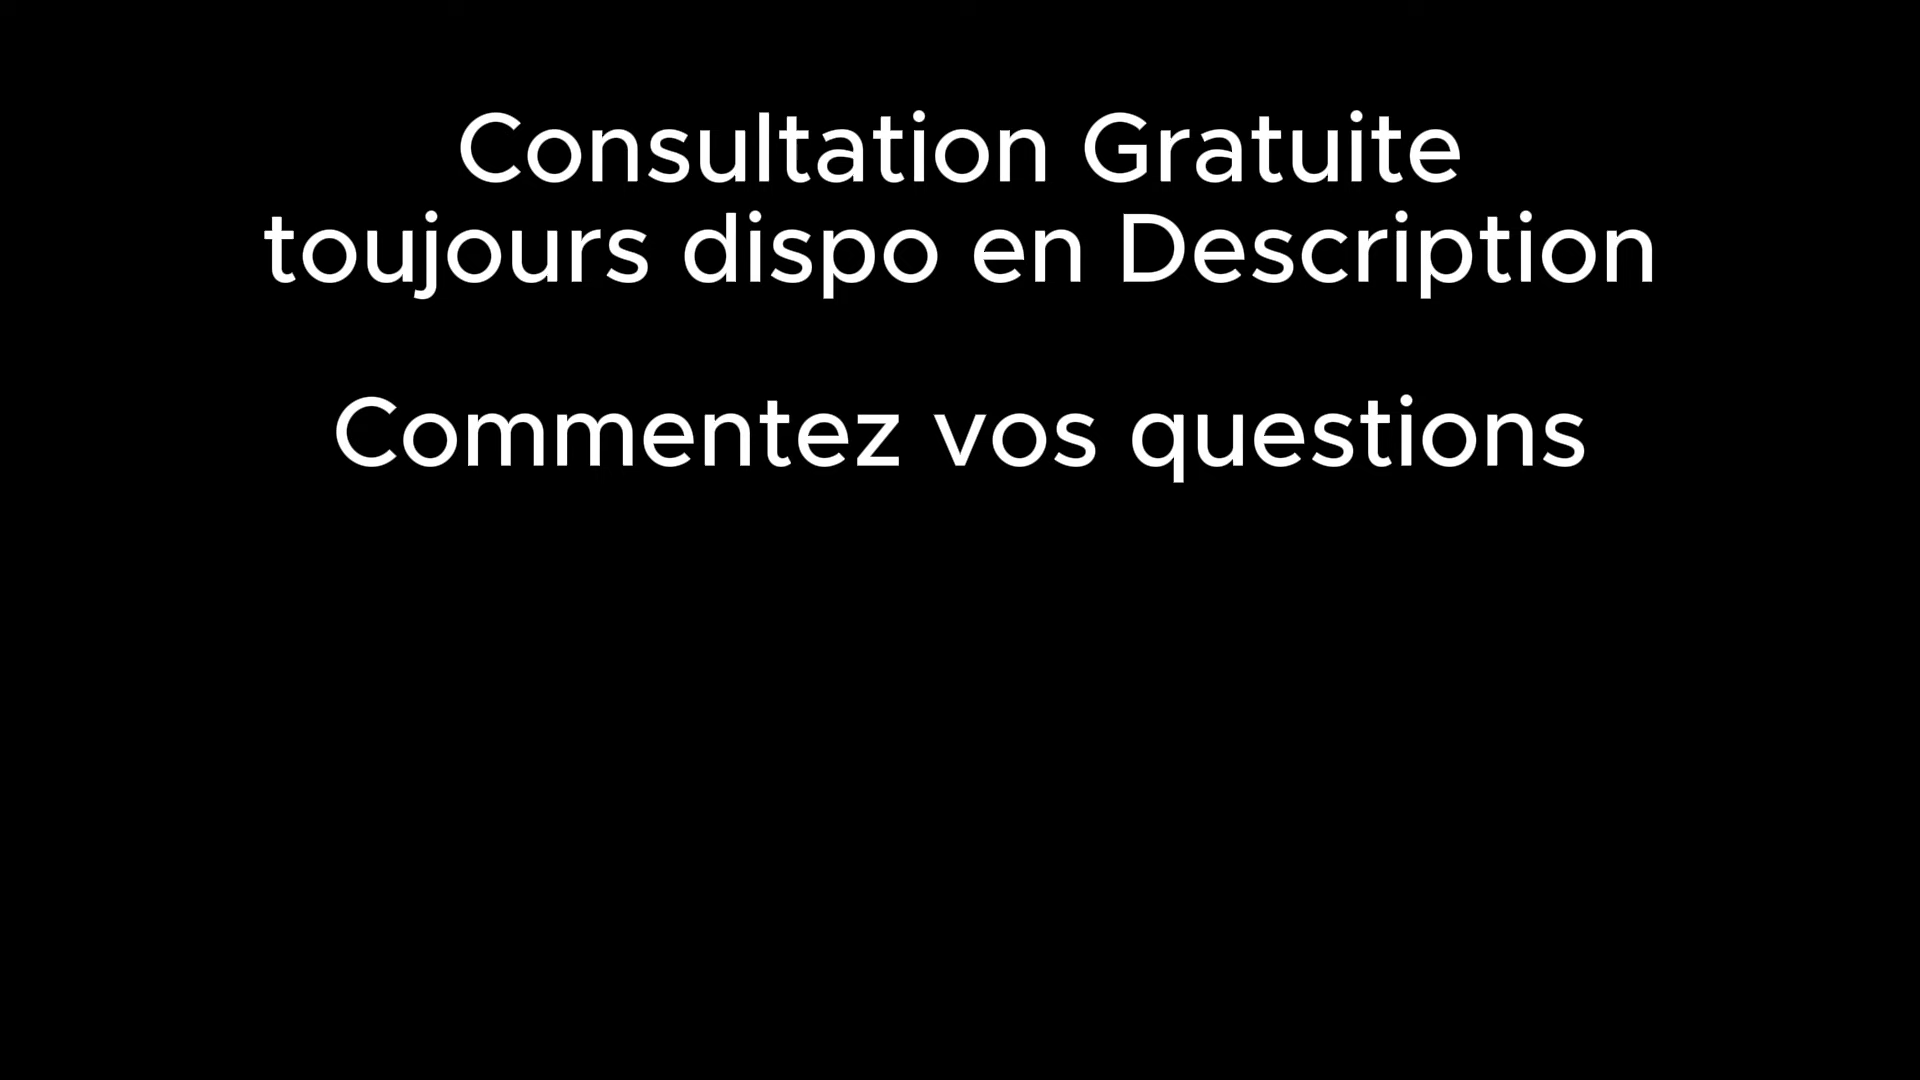 Consultation Gratuite
toujours dispo en Description
Commentez vos questions